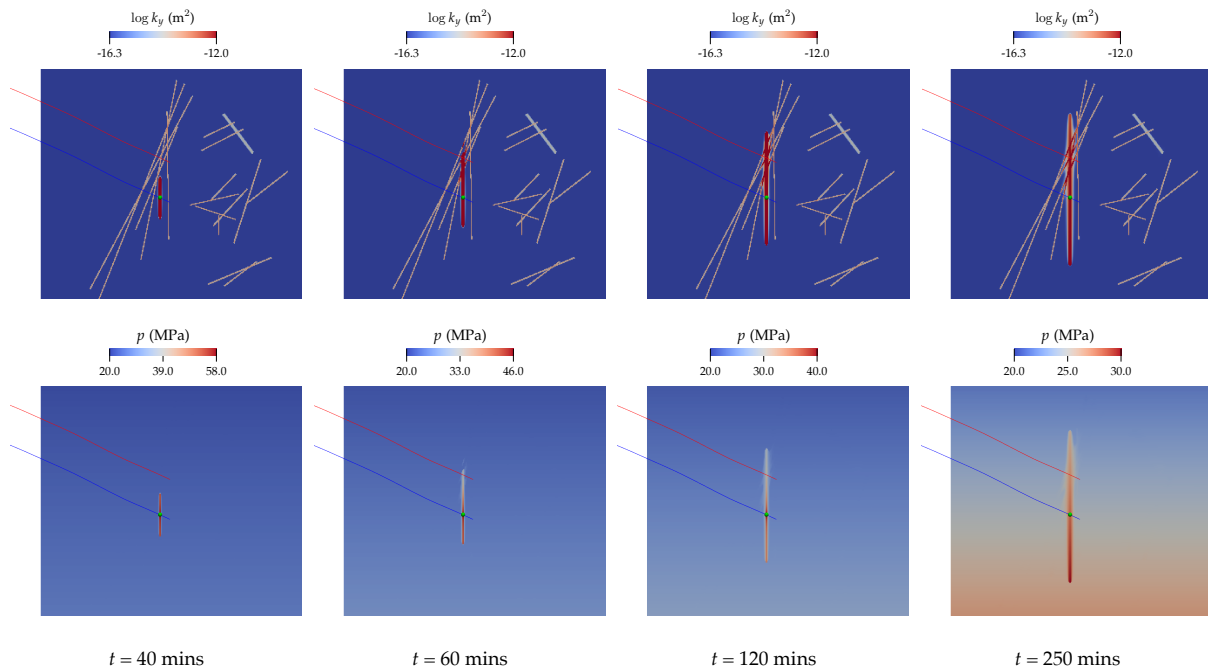 log k_y (m²) log k_y (m²) log k_y (m²) log k_y (m²)
-16.3 -12.0 -16.3 -12.0 -16.3 -12.0 -16.3 -12.0
p (MPa) p (MPa) p (MPa) p (MPa)
20.0 39.0 58.0 20.0 33.0 46.0 20.0 30.0 40.0 20.0 25.0 30.0
t = 40 mins t = 60 mins t = 120 mins t = 250 mins